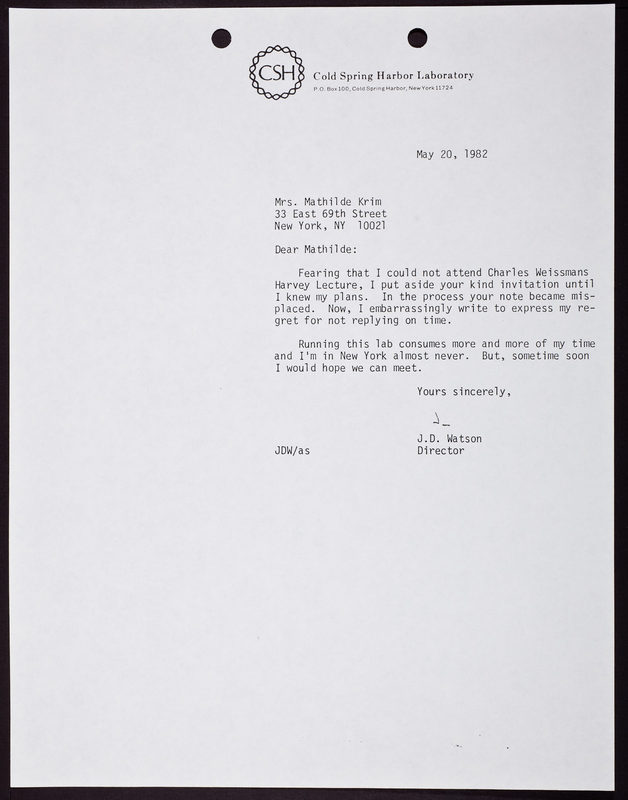 CSH
Cold Spring Harbor Laboratory
P.O. Box 100, Cold Spring Harbor, New York 11724
May 20, 1982
Mrs. Mathilde Krim
33 East 69th Street
New York, NY  10021
Dear Mathilde:
Fearing that I could not attend Charles Weissmans
Harvey Lecture, I put aside your kind invitation until
I knew my plans.  In the process your note became mis-
placed.  Now, I embarrassingly write to express my re-
gret for not replying on time.
Running this lab consumes more and more of my time
and I'm in New York almost never.  But, sometime soon
I would hope we can meet.
Yours sincerely,
J.D. Watson
JDW/as Director